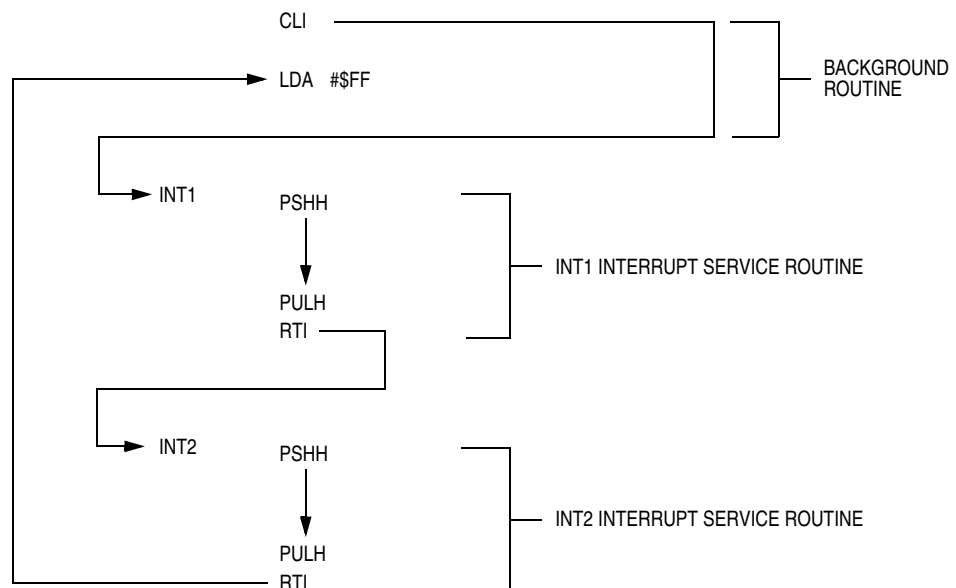 CLI
LDA #$FF
BACKGROUND
ROUTINE
INT1
PSHH
INT1 INTERRUPT SERVICE ROUTINE
PULH
RTI
INT2
PSHH
INT2 INTERRUPT SERVICE ROUTINE
PULH
RTI